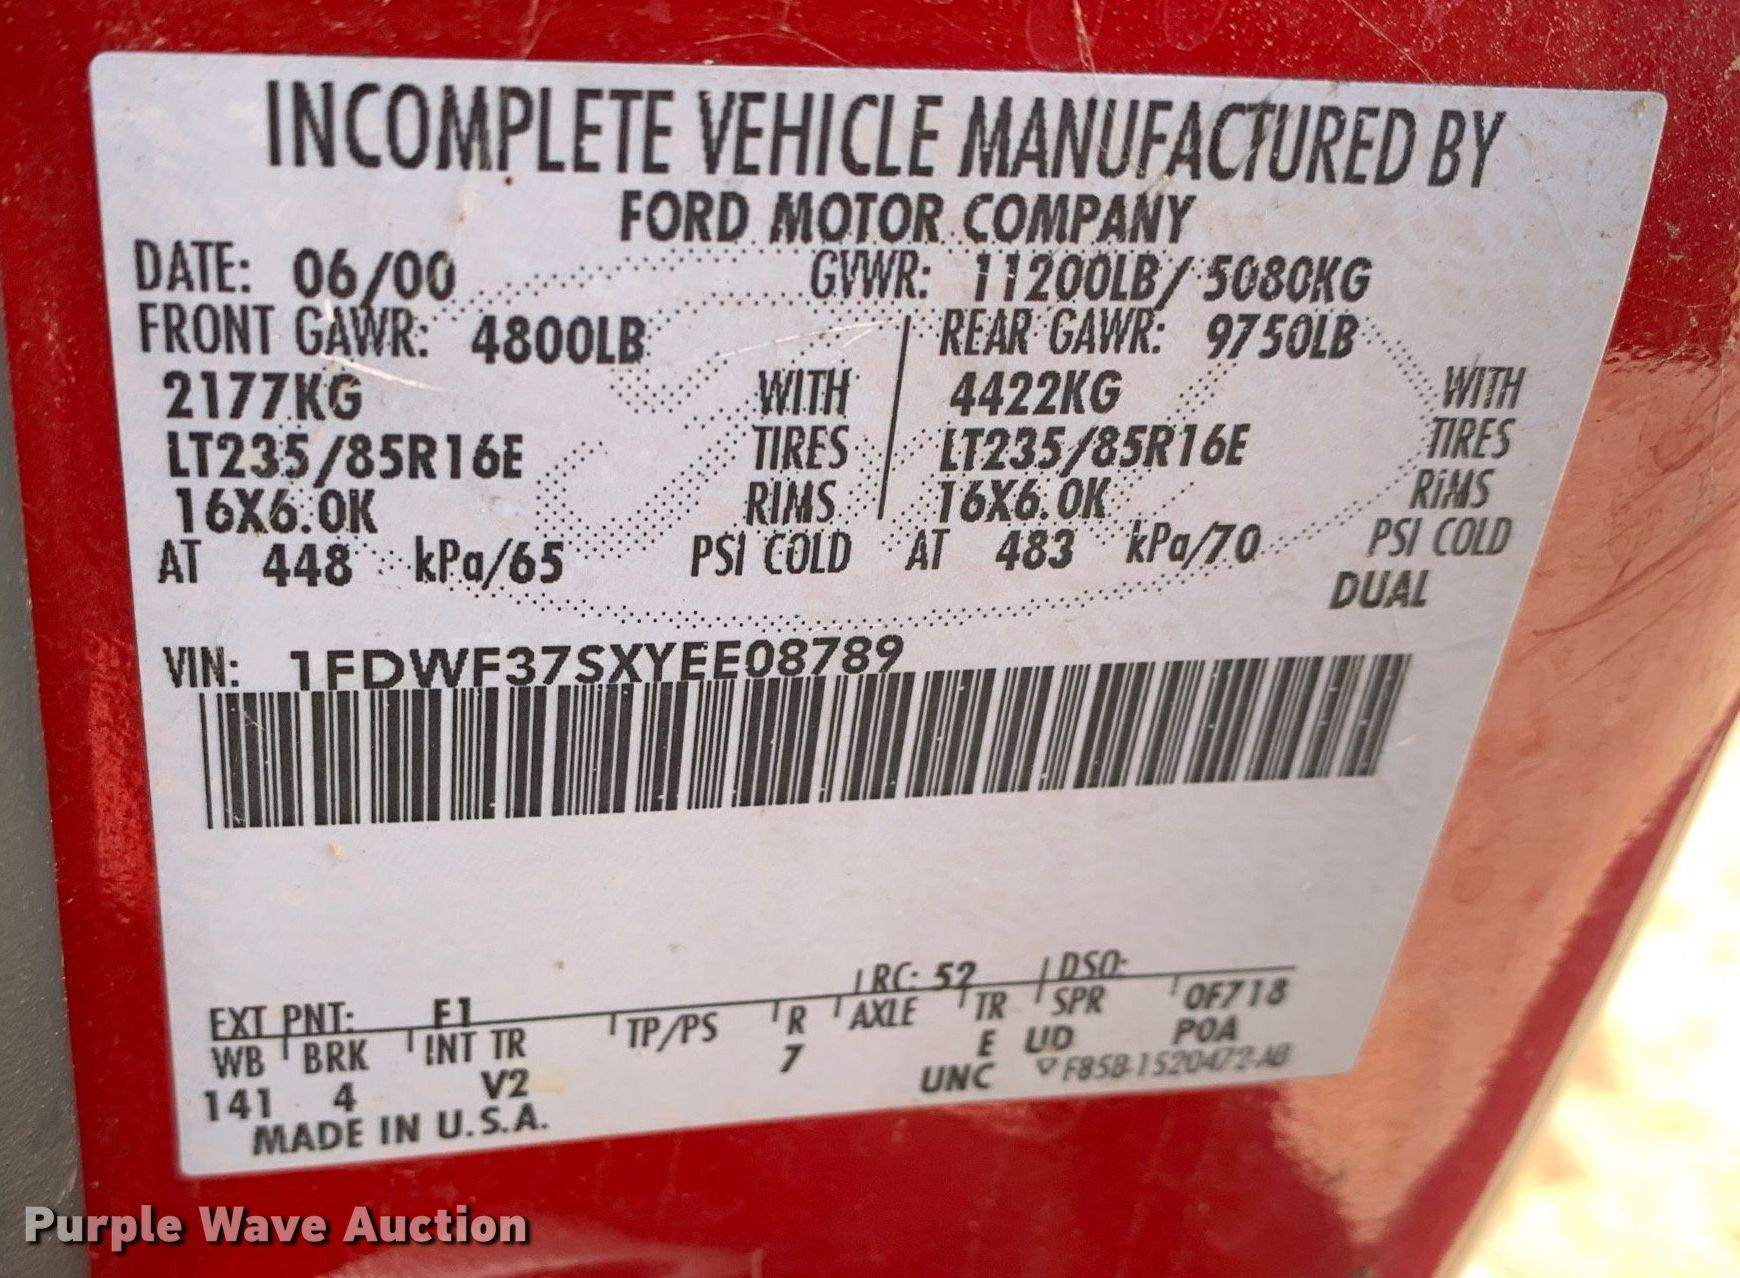 INCOMPLETE VEHICLE MANUFACTURED BY
FORD MOTOR COMPANY
DATE: 06/00 GVWR: 11200LB/ 5080KG
FRONT GAWR: 4800LB REAR GAWR: 9750LB
2177KG WITH 4422KG WITH
LT235/85R16E TIRES LT235/85R16E TIRES
16X6.0K RIMS 16X6.0K RIMS
AT 448 kPa/65 PSI COLD AT 483 kPa/70 PSI COLD
DUAL
VIN: 1FDWF37SXYEE08789
EXT PNT: E1 RC: 52 DSO:
WB BRK INT TR TP/PS R AXLE TR SPR 0F718
141 4 V2 7 E UD POA
UNC F85B-1520472-AB
MADE IN U.S.A.
Purple Wave Auction